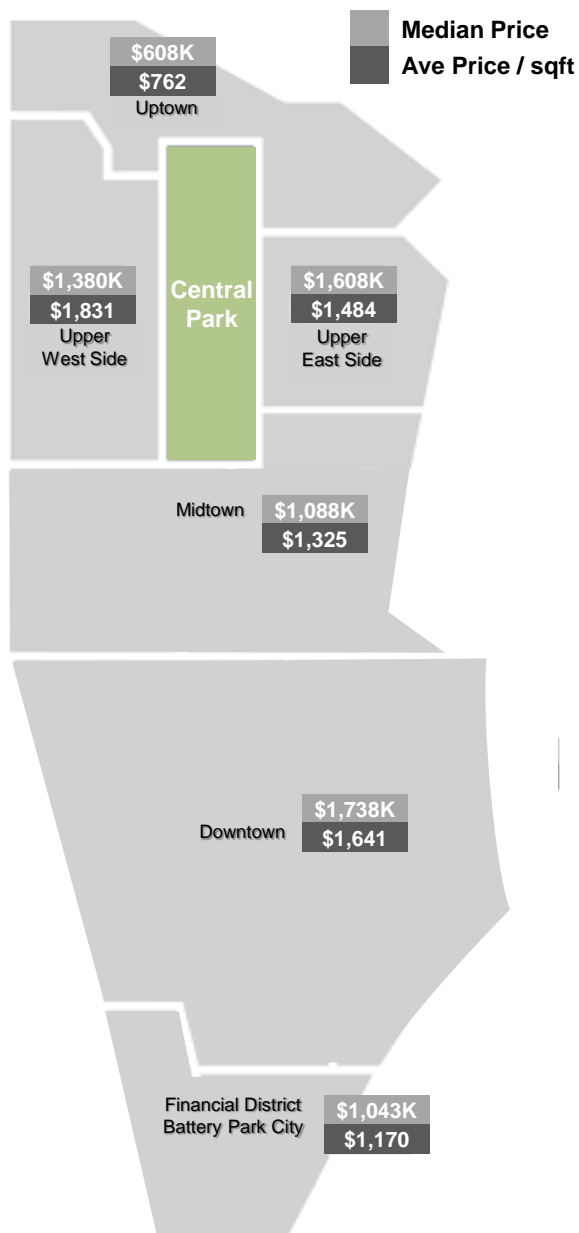 Median Price
Ave Price / sqft
$608K
$762
Uptown
$1,380K
$1,831
Upper
West Side
Central
Park
$1,608K
$1,484
Upper
East Side
Midtown
$1,088K
$1,325
Downtown
$1,738K
$1,641
Financial District
Battery Park City
$1,043K
$1,170